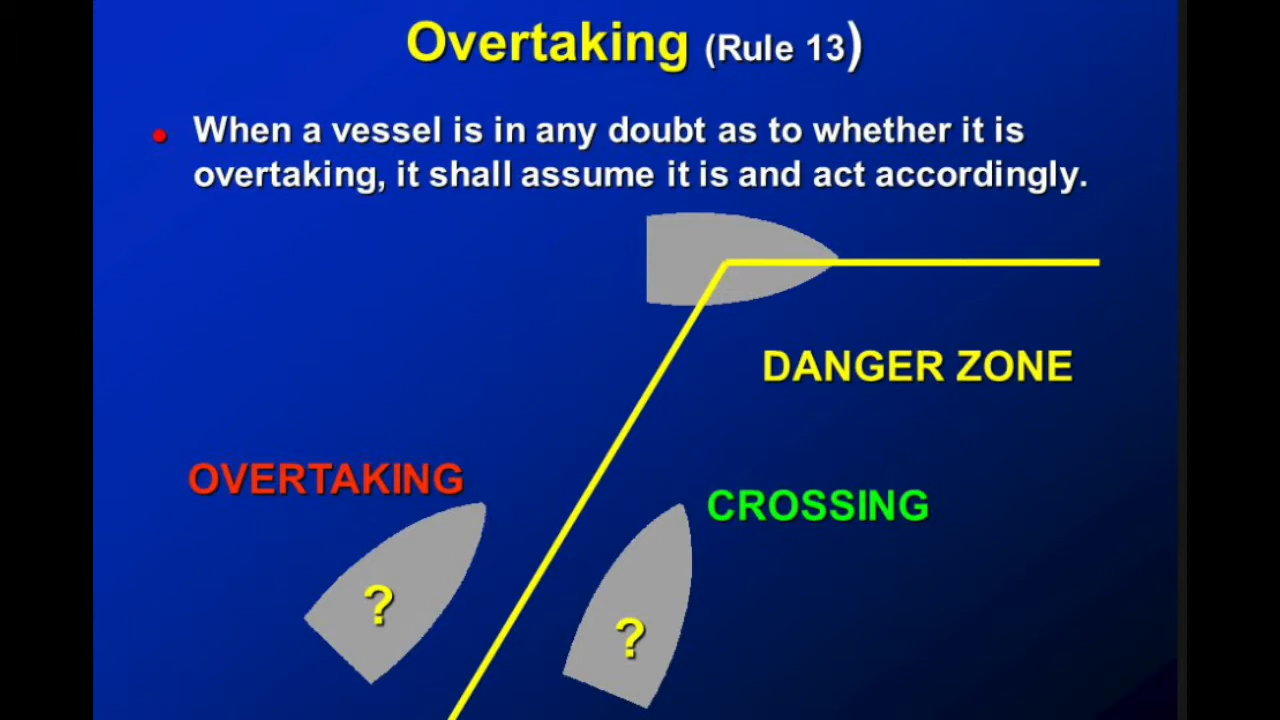 Overtaking (Rule 13)
When a vessel is in any doubt as to whether it is
overtaking, it shall assume it is and act accordingly.
DANGER ZONE
OVERTAKING
CROSSING
?
?